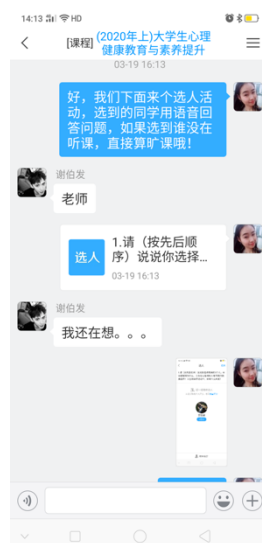 14:13 5G HD
[课程] (2020年上)大学生心理
健康教育与素养提升
03-19 16:13
好，我们下面来个选人活
动，选到的同学用语音回
答问题，如果选到谁没在
听课，直接算旷课哦！
谢伯发
老师
选人
1.请（按先后顺
序）说说你选择...
03-19 16:13
谢伯发
我还在想。。。